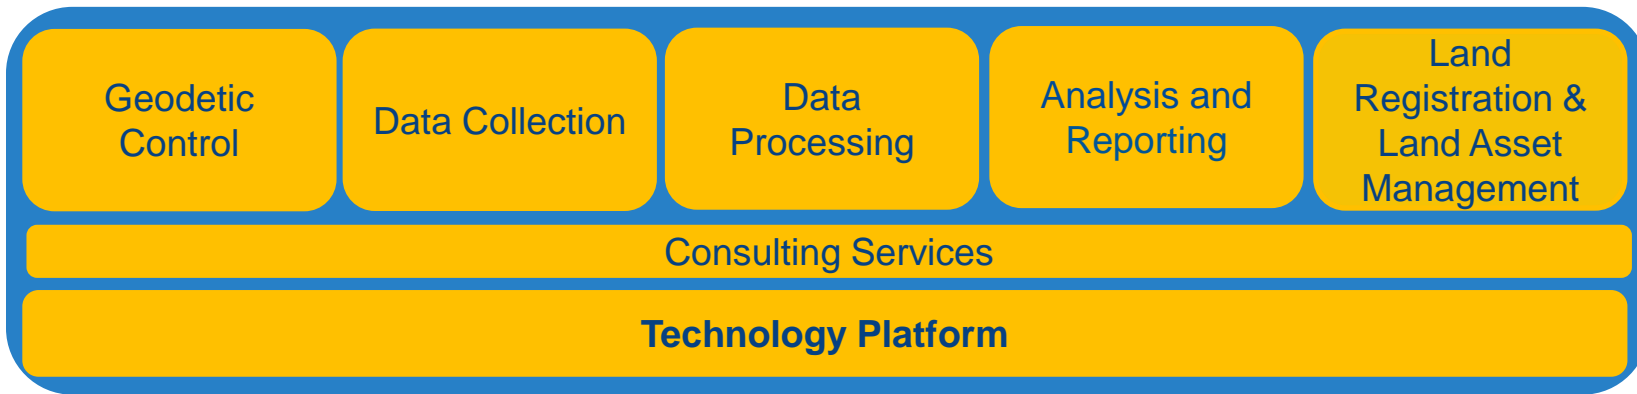 Geodetic
Control
Data Collection
Data
Processing
Analysis and
Reporting
Land
Registration &
Land Asset
Management
Consulting Services
Technology Platform